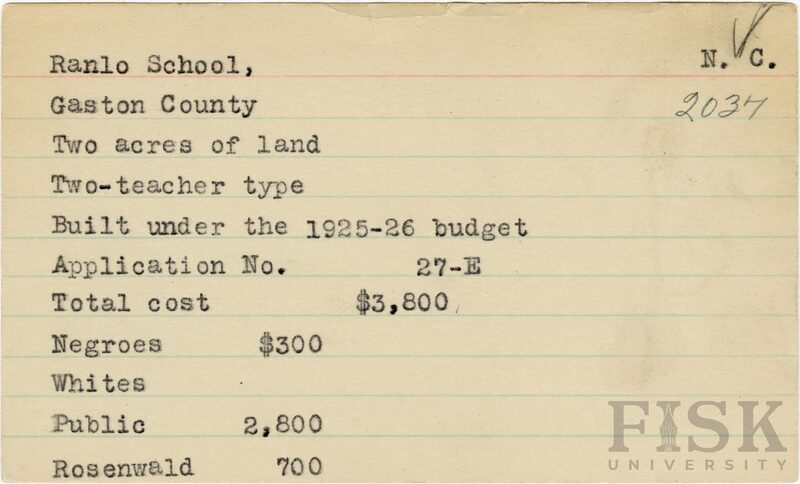 Ranlo School, N. C.
Gaston County 2037
Two acres of land
Two-teacher type
Built under the 1925-26 budget
Application No. 27-E
Total cost $3,800
Negroes $300
Whites
Public 2,800
Rosenwald 700
FISK
UNIVERSITY